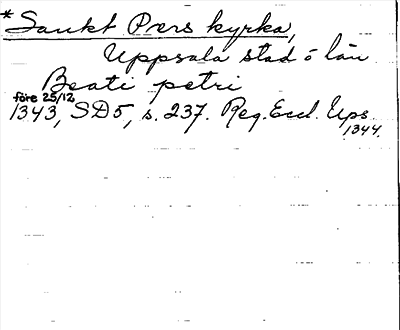 *Sankt Pers kyrka,
Uppsala stad o län
Beati petri
före 25/12
1343, SD5, s. 237. Reg. Eccl. Ups.
1344.